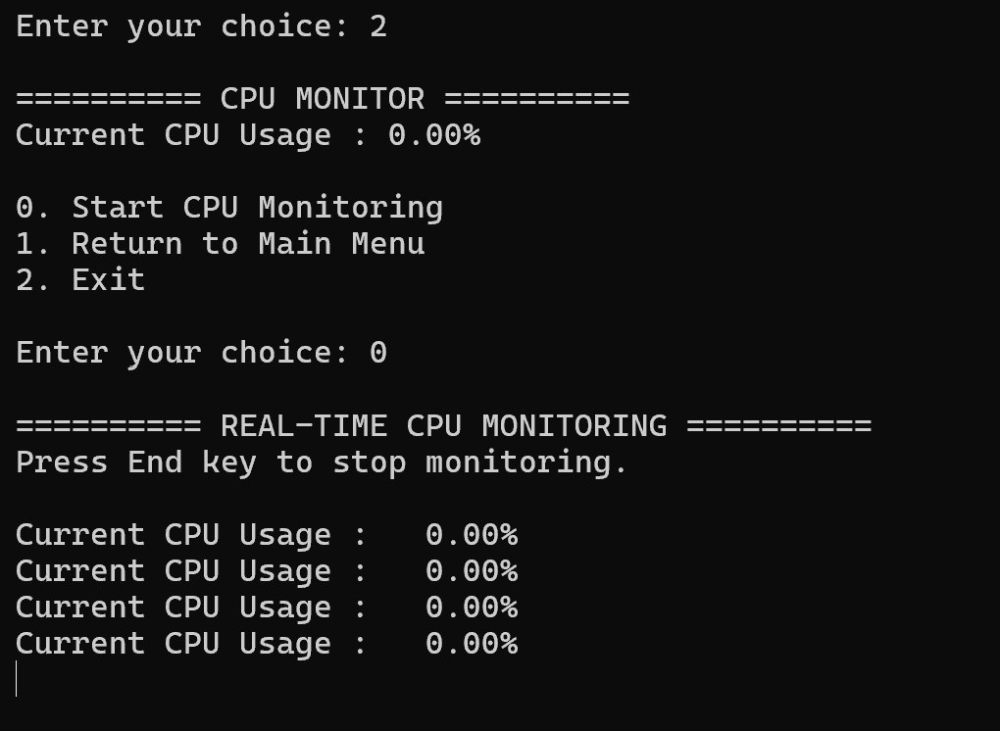 Enter your choice: 2
========== CPU MONITOR ==========
Current CPU Usage : 0.00%
0. Start CPU Monitoring
1. Return to Main Menu
2. Exit
Enter your choice: 0
========== REAL-TIME CPU MONITORING ==========
Press End key to stop monitoring.
Current CPU Usage :   0.00%
Current CPU Usage :   0.00%
Current CPU Usage :   0.00%
Current CPU Usage :   0.00%